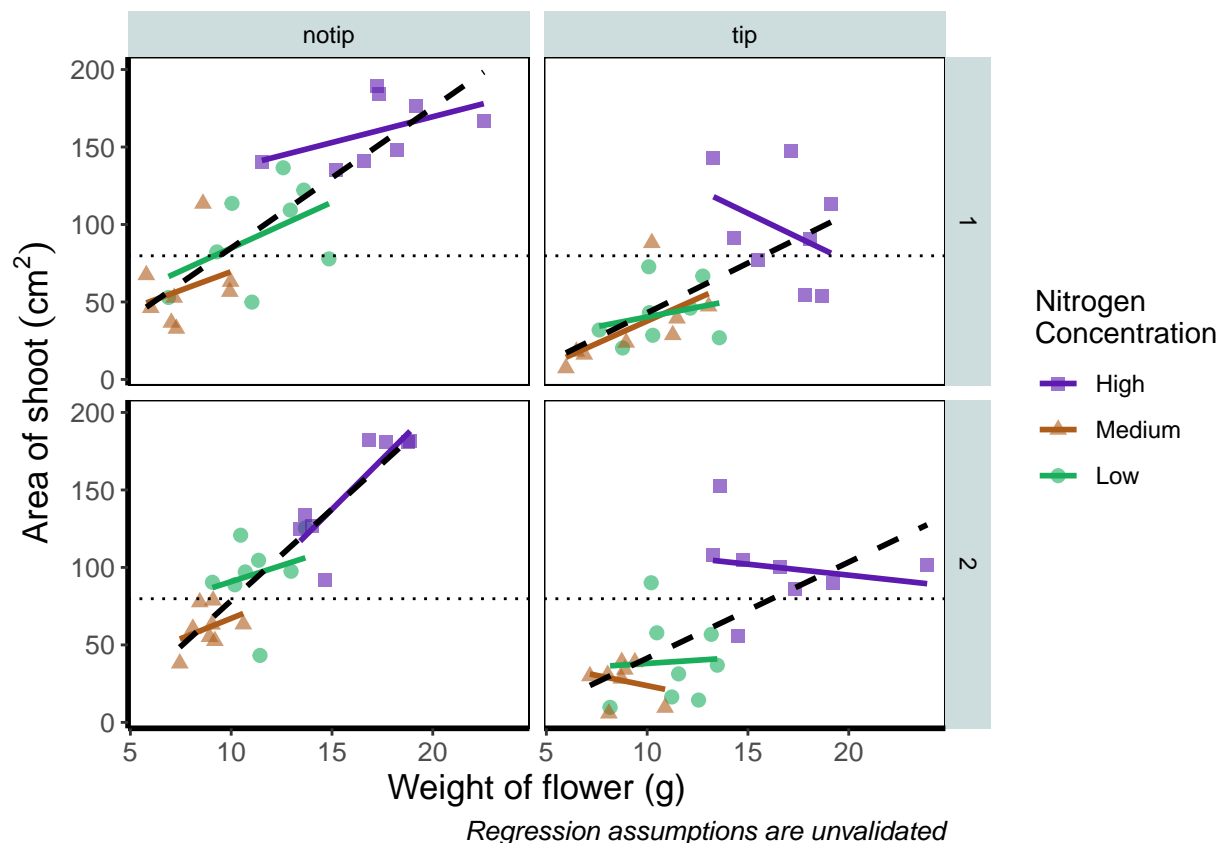 notip
tip
200
150
100
50
0
1
200
150
100
50
0
2
5
10
15
20
5
10
15
20
Area of shoot (cm²)
Weight of flower (g)
Regression assumptions are unvalidated
Nitrogen
Concentration
High
Medium
Low